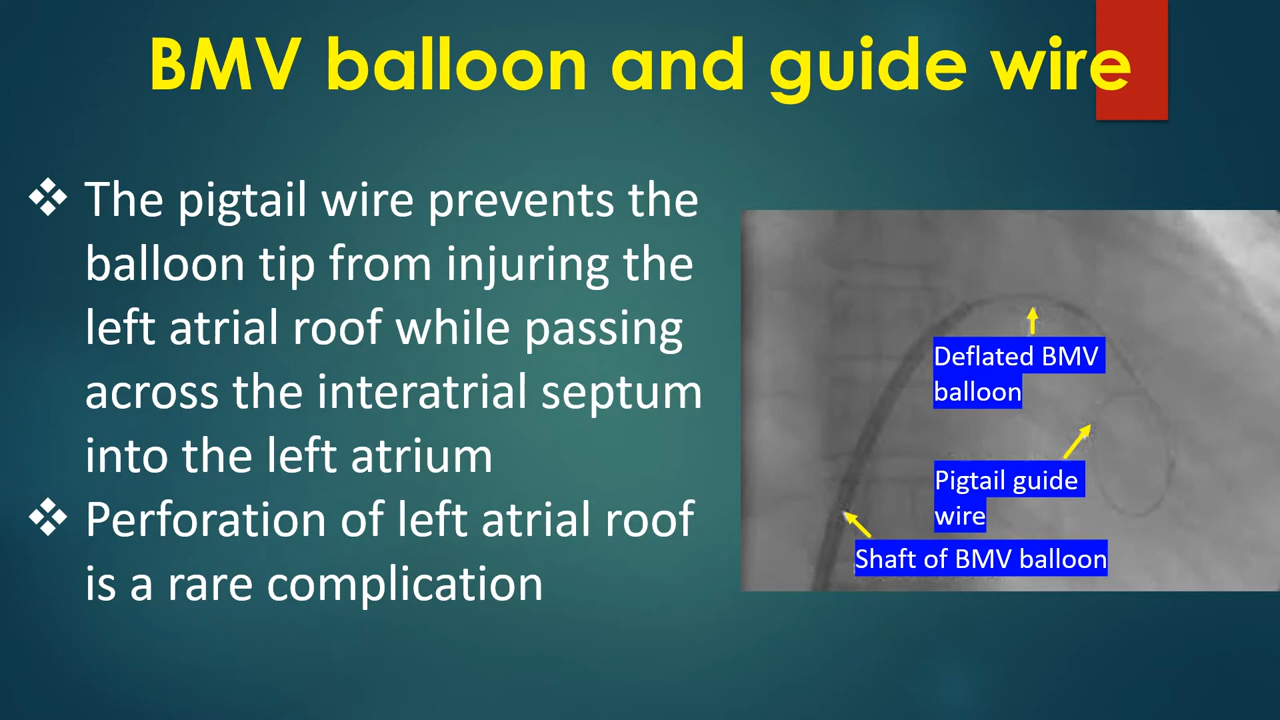 BMV balloon and guide wire
❖ The pigtail wire prevents the
balloon tip from injuring the
left atrial roof while passing
across the interatrial septum
into the left atrium
❖ Perforation of left atrial roof
is a rare complication
Deflated BMV
balloon
Pigtail guide
wire
Shaft of BMV balloon